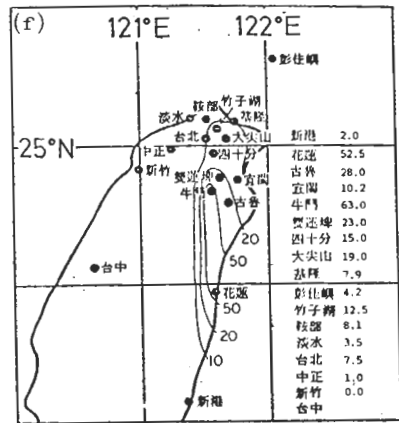 (f)
121°E 122°E
彭佳嶼
竹子湖
鞍部
基隆
淡水
台北
大尖山
25°N
中正
四十分
新竹
雙連埤
宜蘭
牛鬥
古魯
20
50
台中
花蓮
50
20
10
新港
新港 2.0
花蓮 52.5
古魯 28.0
宜蘭 10.2
牛鬥 63.0
雙連埤 23.0
四十分 15.0
大尖山 19.0
基隆 7.9
彭佳嶼 4.2
竹子湖 12.5
鞍部 8.1
淡水 3.5
台北 7.5
中正 1.0
新竹 0.0
台中